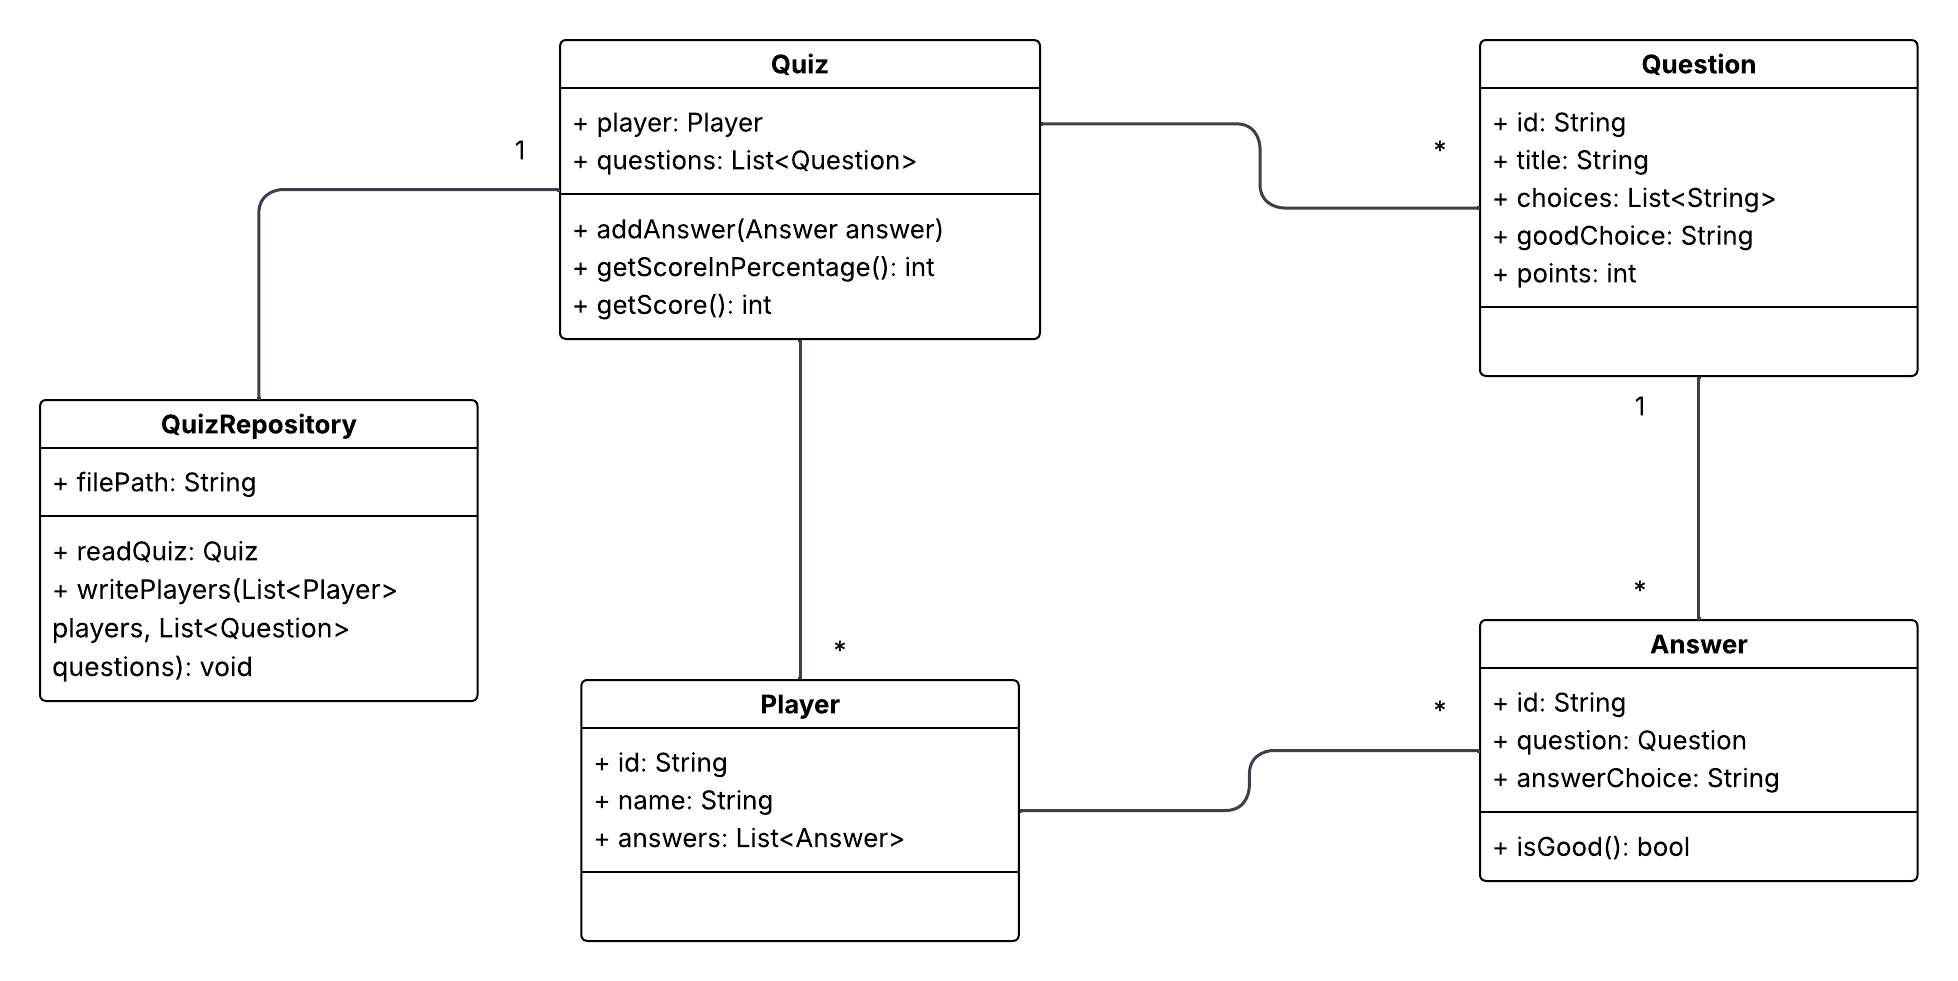 Quiz
+ player: Player
+ questions: List<Question>
+ addAnswer(Answer answer)
+ getScoreInPercentage(): int
+ getScore(): int
1
*
Question
+ id: String
+ title: String
+ choices: List<String>
+ goodChoice: String
+ points: int
1
*
QuizRepository
+ filePath: String
+ readQuiz: Quiz
+ writePlayers(List<Player>
players, List<Question>
questions): void
*
Player
+ id: String
+ name: String
+ answers: List<Answer>
*
Answer
+ id: String
+ question: Question
+ answerChoice: String
+ isGood(): bool